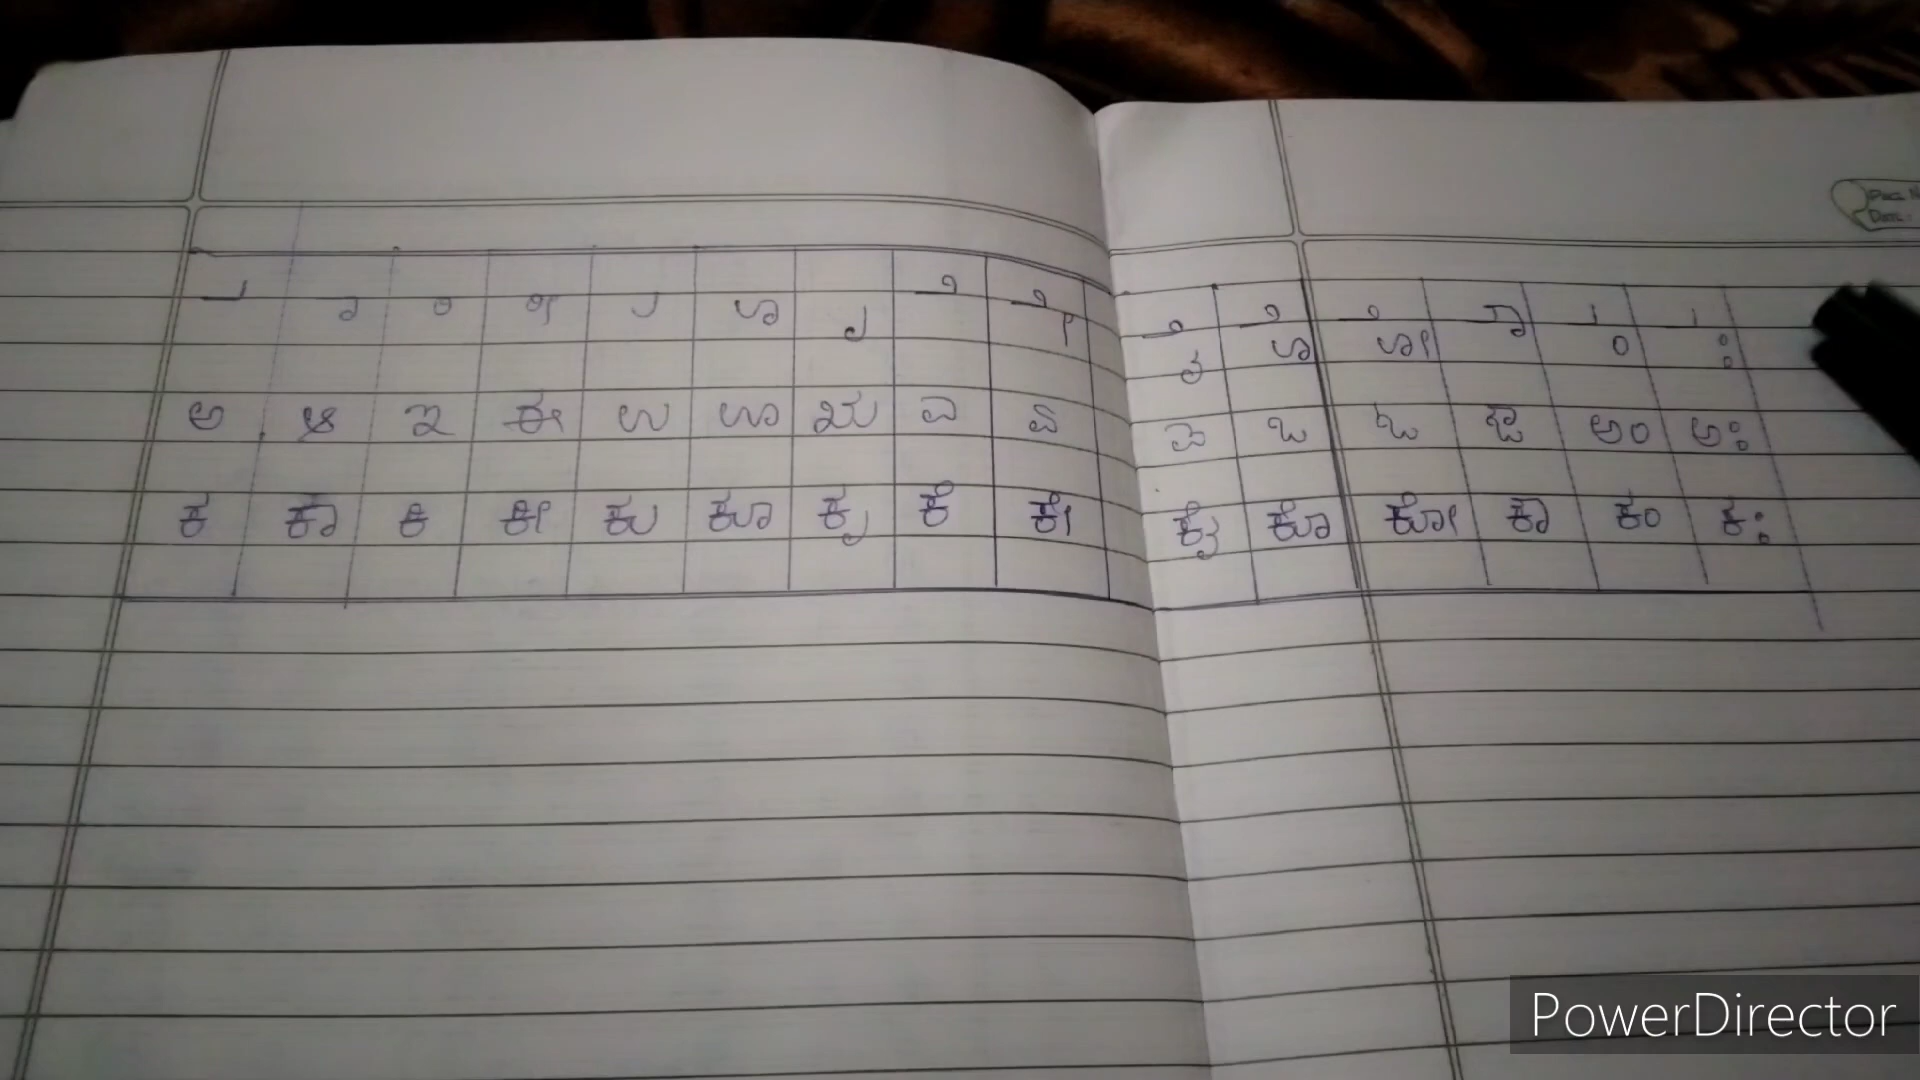 ಅ ಆ ಇ ಈ ಉ ಊ ಋ ಎ ಏ ಐ ಒ ಓ ಔ ಅಂ ಅಃ
ಕ ಕಾ ಕಿ ಕೀ ಕು ಕೂ ಕೃ ಕೆ ಕೇ ಕೈ ಕೊ ಕೋ ಕೌ ಕಂ ಕಃ
PowerDirector